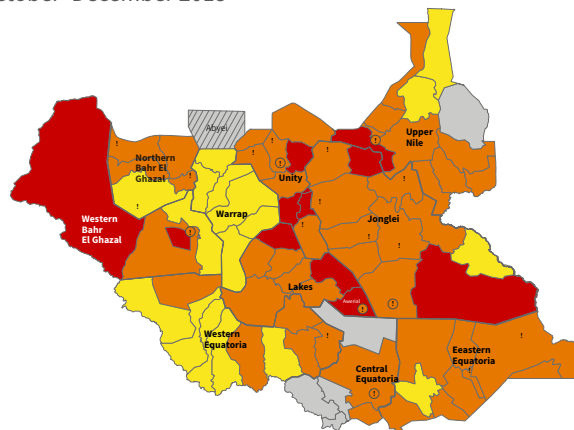 Abyei
Upper
Nile
Northern
Bahr El
Ghazal
Unity
Warrap
Western
Bahr
El Ghazal
Jonglei
Lakes
Awerial
Western
Equatoria
Eeastern
Equatoria
Central
Equatoria